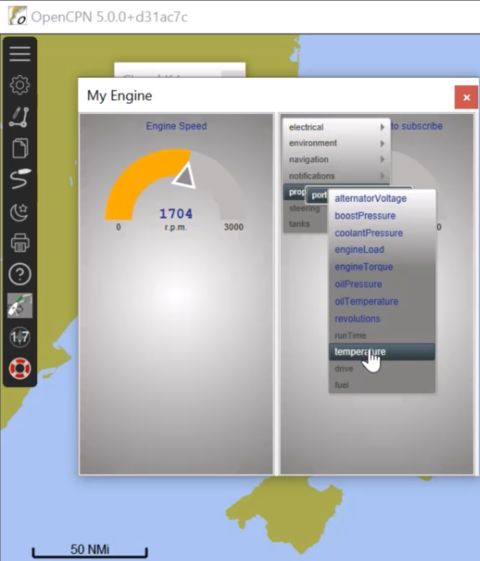 OpenCPN 5.0.0+d31ac7c
My Engine
Engine Speed
1704
r.p.m.
0
3000
to subscribe
electrical
environment
navigation
notifications
prop
port
steering
tanks
alternatorVoltage
boostPressure
coolantPressure
engineLoad
engineTorque
oilPressure
oilTemperature
revolutions
runTime
temperature
drive
fuel
0
50 NMi